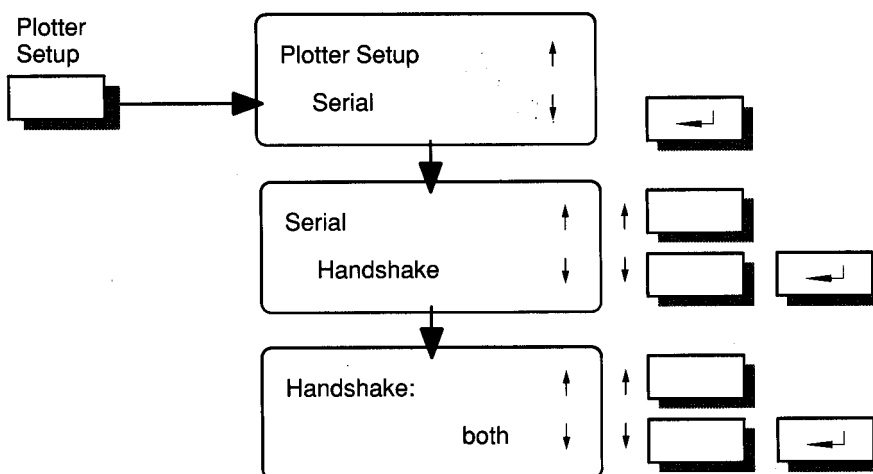 Plotter
Setup
Plotter Setup
Serial
Serial
Handshake
Handshake:
both